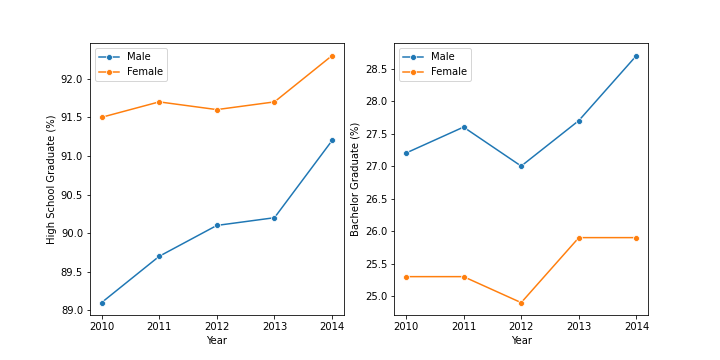 Male
Female
High School Graduate (%)
92.0
91.5
91.0
90.5
90.0
89.5
89.0
2010 2011 2012 2013 2014
Year
Male
Female
Bachelor Graduate (%)
28.5
28.0
27.5
27.0
26.5
26.0
25.5
25.0
2010 2011 2012 2013 2014
Year